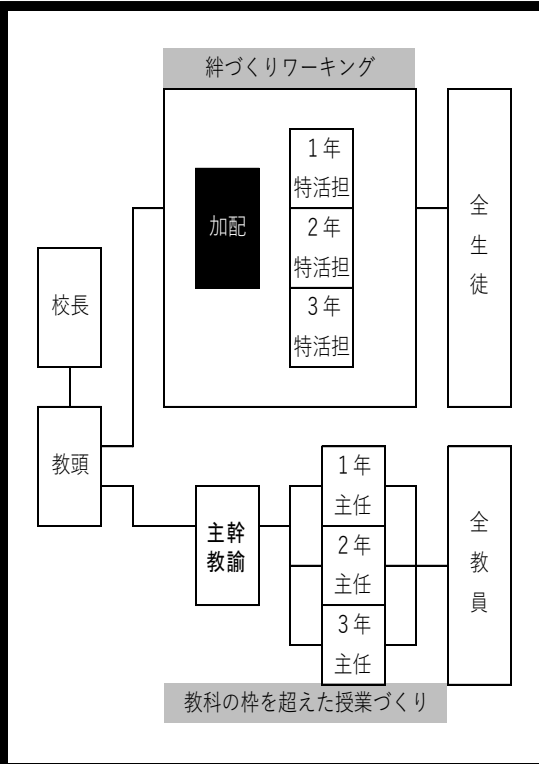 絆づくりワーキング
加配
1年
特活担
2年
特活担
3年
特活担
全
生
徒
校長
教頭
主幹
教諭
1年
主任
2年
主任
3年
主任
全
教
員
教科の枠を超えた授業づくり